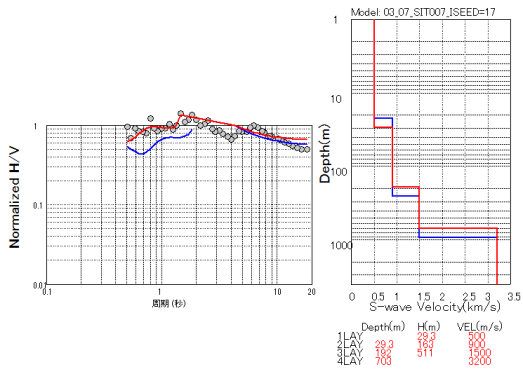 Model: 03_07_SIT007_ISEED=17
Normalized H/V
1
0.1
0.01
0.1
1
10
20
周期 (秒)
Depth(m)
1
10
100
1000
0
0.5
1
1.5
2
2.5
3
3.5
S-wave Velocity(km/s)
Depth(m) H(m) VEL(m/s)
1LAY 29.3 500
2LAY 29.3 163 900
3LAY 192 511 1500
4LAY 703 3200